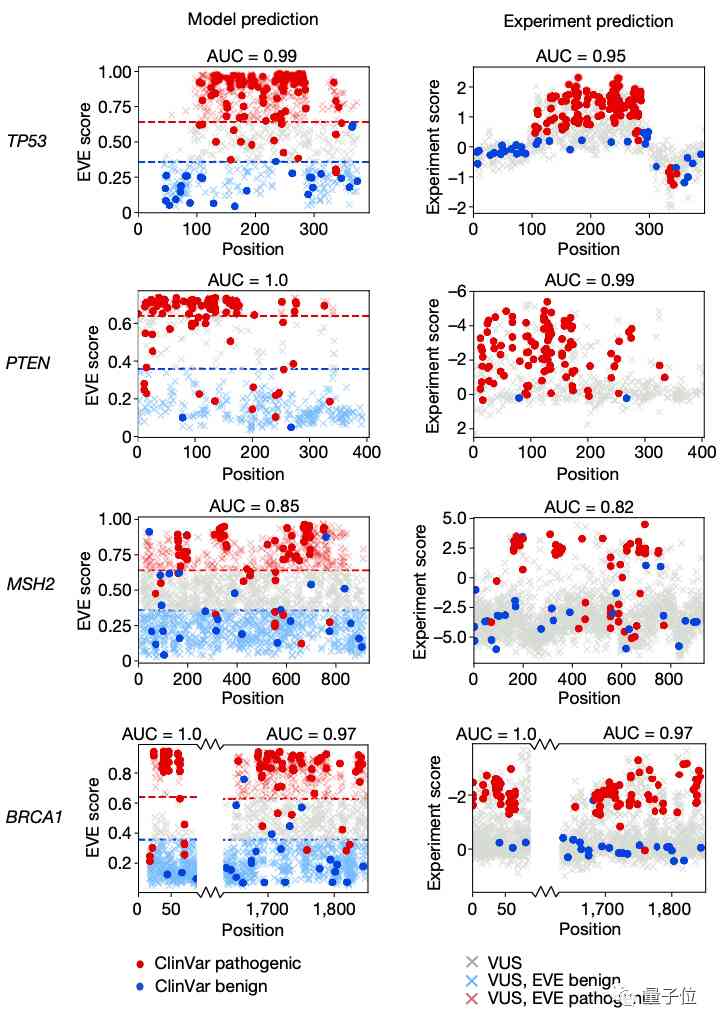 Model prediction
Experiment prediction
TP53
AUC = 0.99
EVE score
1.00
0.75
0.50
0.25
0
0 100 200 300
Position
AUC = 0.95
Experiment score
2
1
0
−1
−2
0 100 200 300
Position
PTEN
AUC = 1.0
EVE score
0.6
0.4
0.2
0
0 100 200 300 400
Position
AUC = 0.99
Experiment score
−6
−4
−2
0
2
0 100 200 300 400
Position
MSH2
AUC = 0.85
EVE score
1.00
0.75
0.50
0.25
0
0 200 400 600 800
Position
AUC = 0.82
Experiment score
5.0
2.5
0
−2.5
−5.0
0 200 400 600 800
Position
BRCA1
AUC = 1.0 AUC = 0.97
EVE score
0.8
0.6
0.4
0.2
0 50 1,700 1,800
Position
AUC = 1.0 AUC = 0.97
Experiment score
−2
0
0 50 1,700 1,800
Position
ClinVar pathogenic
ClinVar benign
VUS
VUS, EVE benign
VUS, EVE
量子位